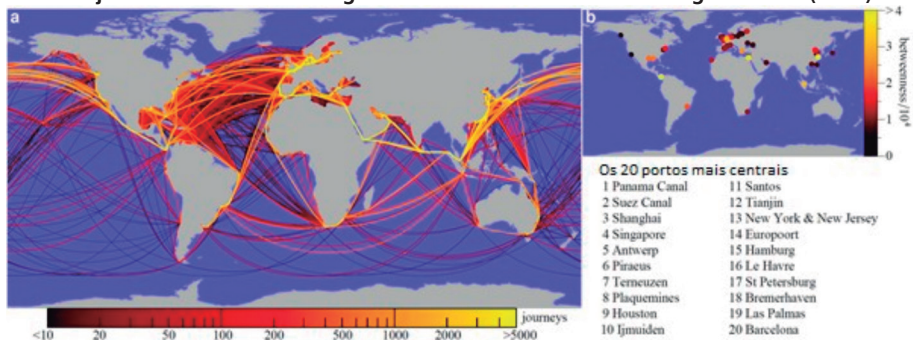 a
b
>4
3
2
1
0
betweenness/10⁴
<10
20
50
100
200
500
1000
2000
>5000
journeys
Os 20 portos mais centrais
1 Panama Canal
2 Suez Canal
3 Shanghai
4 Singapore
5 Antwerp
6 Piraeus
7 Terneuzen
8 Plaquemines
9 Houston
10 Ijmuiden
11 Santos
12 Tianjin
13 New York & New Jersey
14 Europoort
15 Hamburg
16 Le Havre
17 St Petersburg
18 Bremerhaven
19 Las Palmas
20 Barcelona